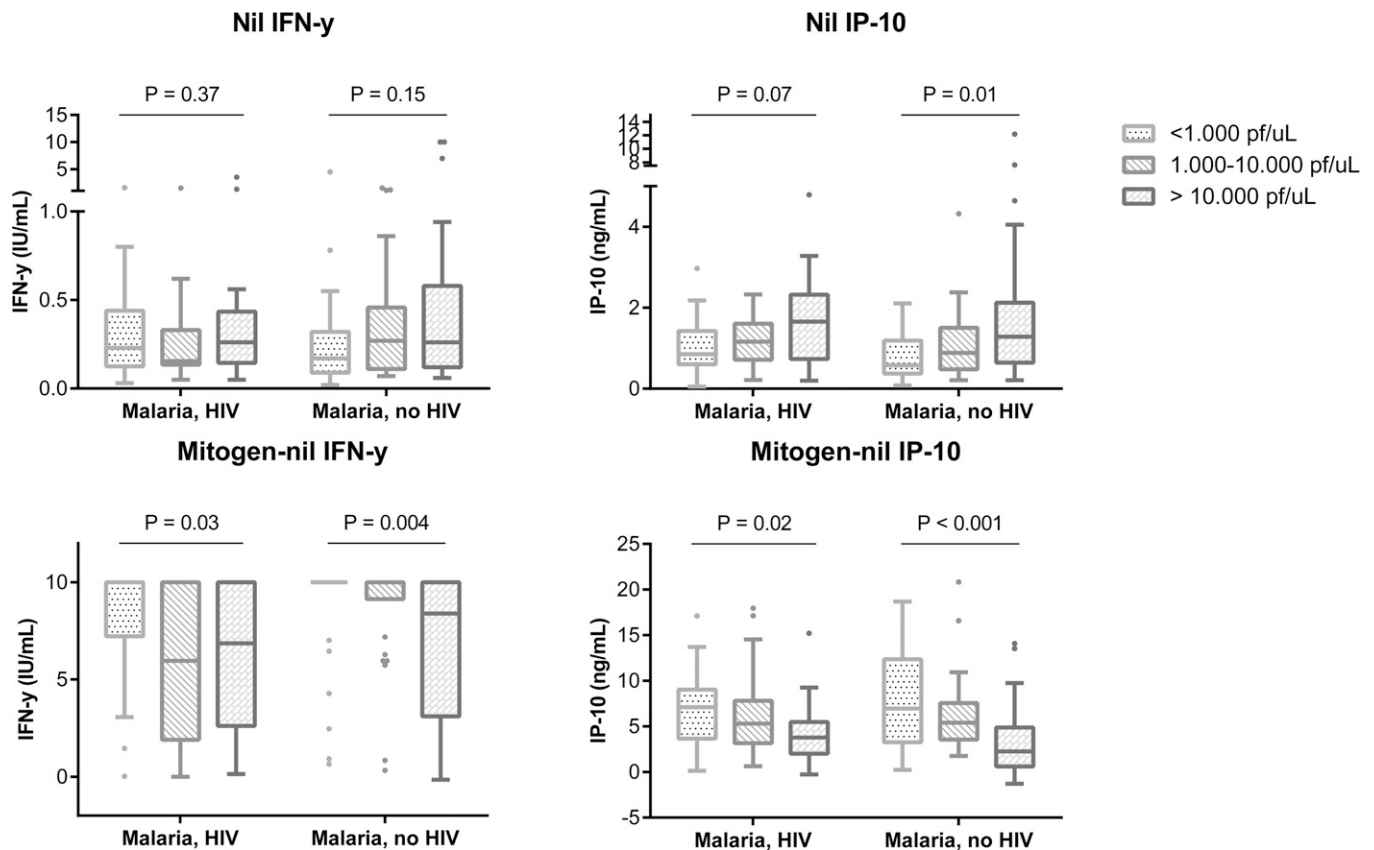 Nil IFN-y
P = 0.37
P = 0.15
15
10
5
1.0
0.5
0.0
IFN-y (IU/mL)
Malaria, HIV
Malaria, no HIV
Nil IP-10
P = 0.07
P = 0.01
14
12
10
8
4
2
0
IP-10 (ng/mL)
Malaria, HIV
Malaria, no HIV
<1.000 pf/uL
1.000-10.000 pf/uL
> 10.000 pf/uL
Mitogen-nil IFN-y
P = 0.03
P = 0.004
10
5
0
IFN-y (IU/mL)
Malaria, HIV
Malaria, no HIV
Mitogen-nil IP-10
P = 0.02
P < 0.001
25
20
15
10
5
0
-5
IP-10 (ng/mL)
Malaria, HIV
Malaria, no HIV